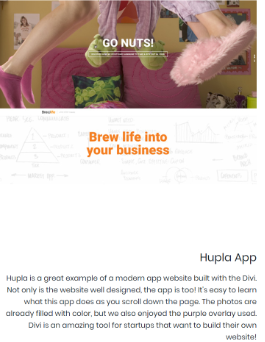 GO NUTS!
Brew life into
your business
Hupla App
Hupla is a great example of a modern app website built with the Divi.
Not only is the website well designed, the app is too! It's easy to learn
what this app does as you scroll down the page. The photos are
already filled with color, but we also enjoyed the purple overlay used.
Divi is an amazing tool for startups that want to build their own
website!